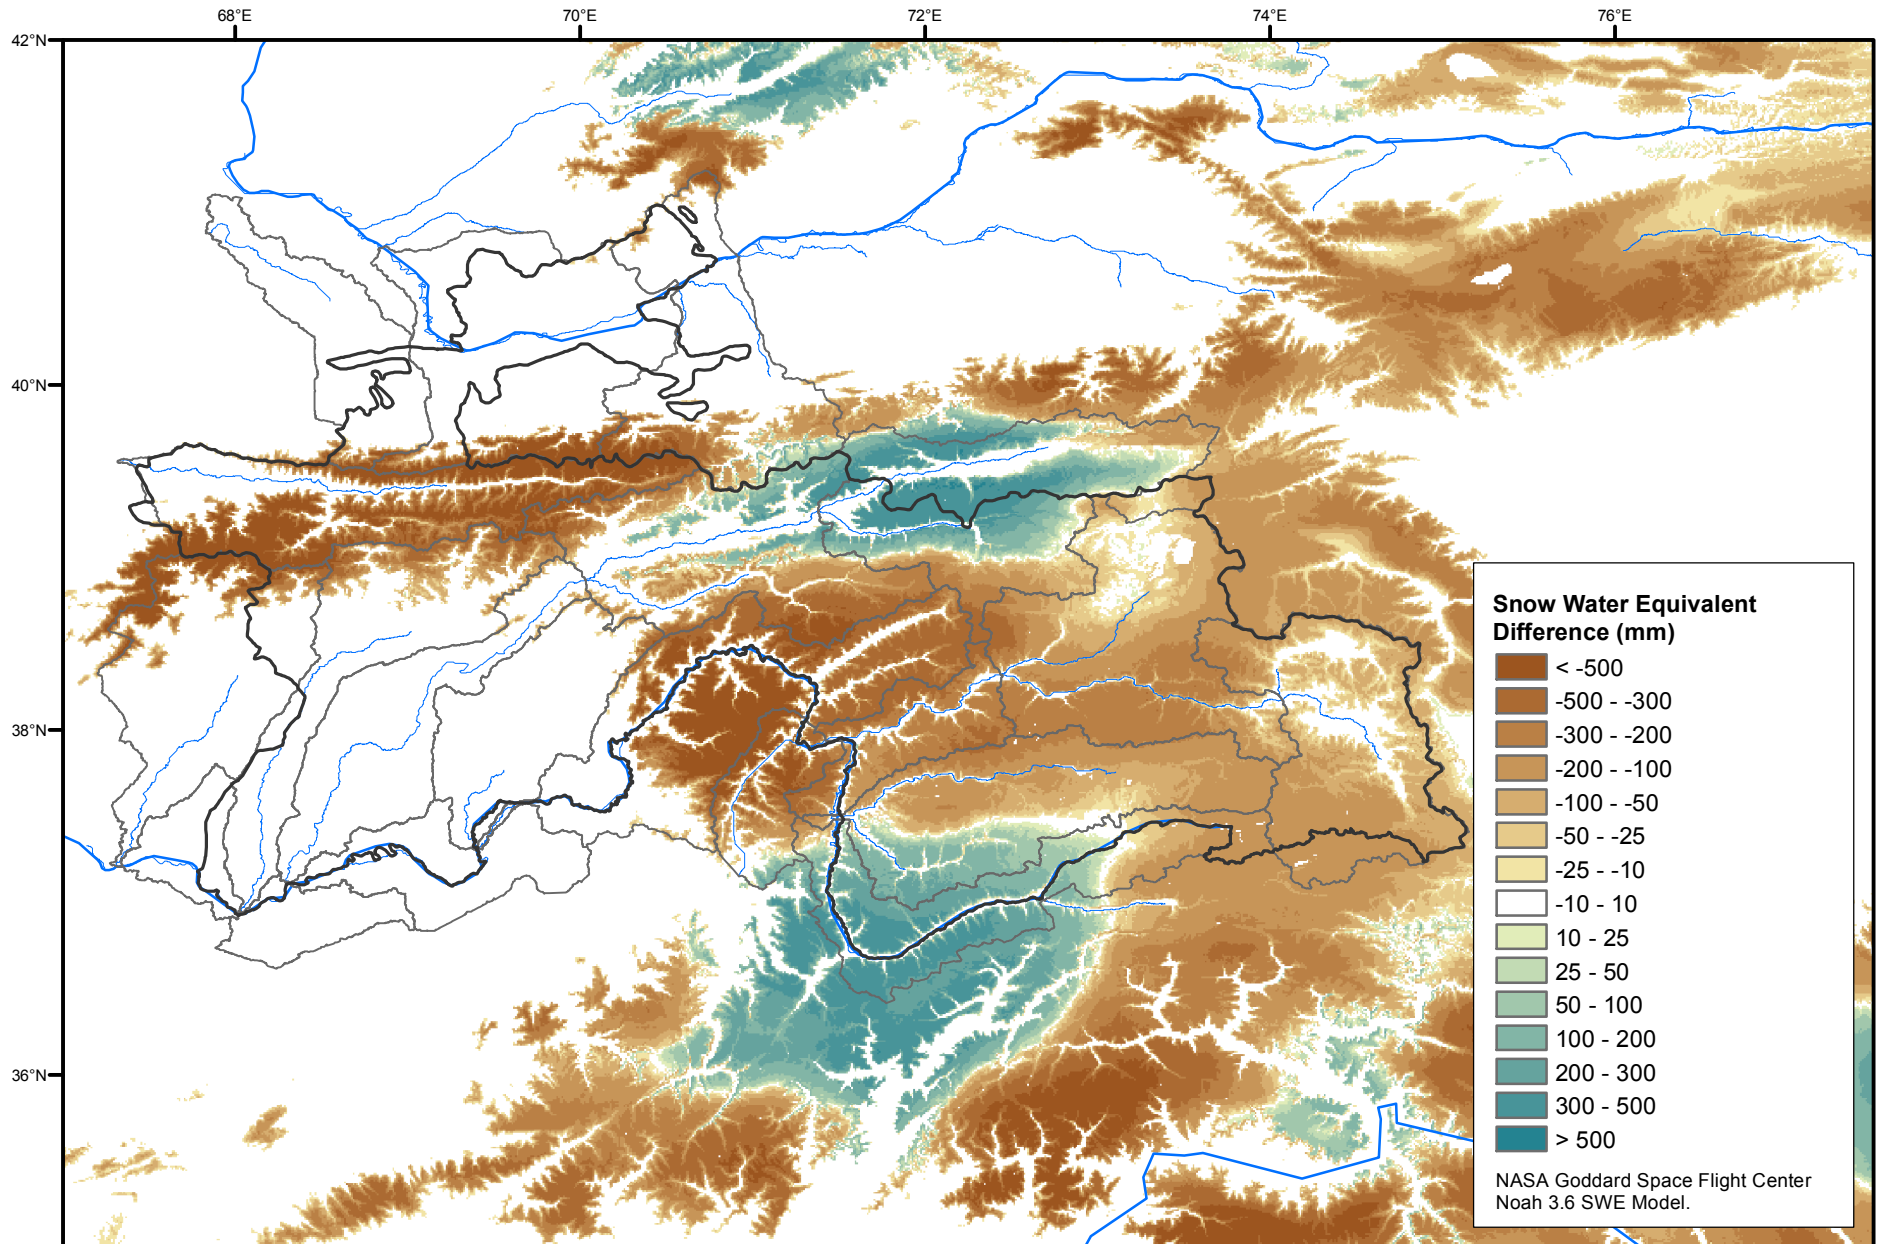 68°E 70°E 72°E 74°E 76°E
42°N
40°N
38°N
36°N
Snow Water Equivalent
Difference (mm)
< -500
-500 - -300
-300 - -200
-200 - -100
-100 - -50
-50 - -25
-25 - -10
-10 - 10
10 - 25
25 - 50
50 - 100
100 - 200
200 - 300
300 - 500
> 500
NASA Goddard Space Flight Center
Noah 3.6 SWE Model.